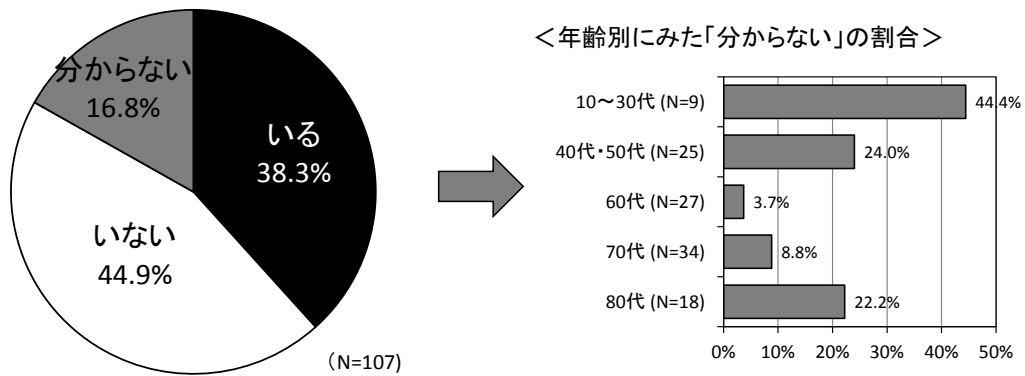 分からない
16.8%
いる
38.3%
いない
44.9%
（N=107)
＜年齢別にみた「分からない」の割合＞
10～30代 (N=9)
44.4%
40代・50代 (N=25)
24.0%
60代 (N=27)
3.7%
70代 (N=34)
8.8%
80代 (N=18)
22.2%
0%
10%
20%
30%
40%
50%